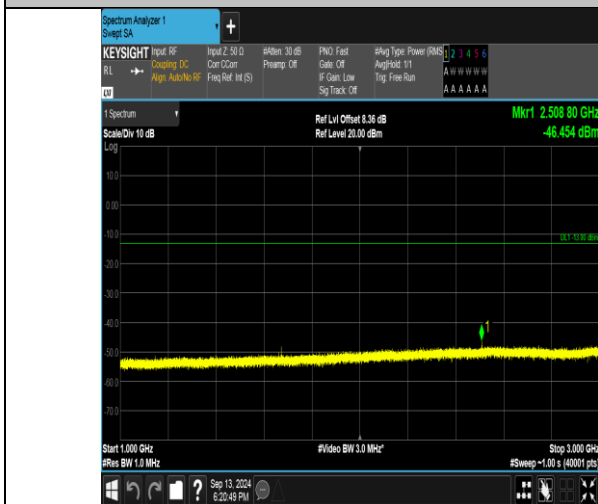 Spectrum Analyzer 1
Swept SA
+
KEYSIGHT Input: RF Input Z: 50 Ω #Atten: 30 dB PNO: Fast #Avg Type: Power (RMS 1 2 3 4 5 6
RL Coupling: DC Corr CCorr Preamp: Off Gate: Off Avg|Hold: 1/1 A W W W W W
Align: Auto/No RF Freq Ref: Int (S) IF Gain: Low Trig: Free Run
Sig Track: Off A A A A A A
1 Spectrum Ref Lvl Offset 8.36 dB Mkr1 2.508 80 GHz
Scale/Div 10 dB Ref Level 20.00 dBm -46.454 dBm
Log
10.0
0.00
-10.0
DL1 -13.00 dBm
-20.0
-30.0
1
-40.0
-50.0
-60.0
-70.0
Start 1.000 GHz #Video BW 3.0 MHz* Stop 3.000 GHz
#Res BW 1.0 MHz #Sweep ~1.00 s (40001 pts)
? Sep 13, 2024
6:20:49 PM